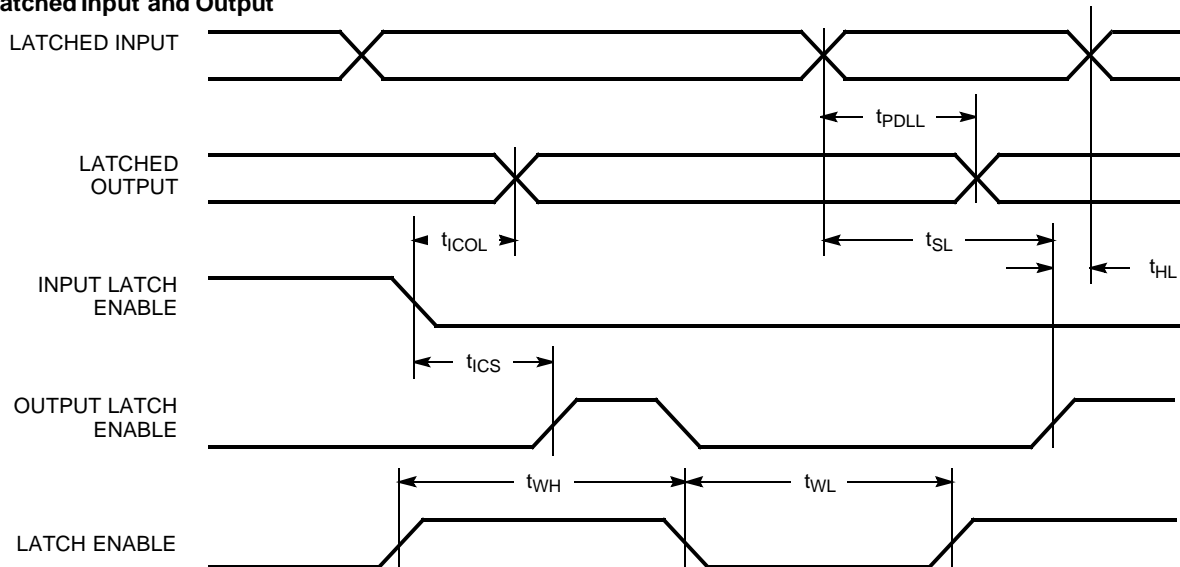 atched Input and Output
LATCHED INPUT
tPDLL
LATCHED
OUTPUT
tICOL
tSL
tHL
INPUT LATCH
ENABLE
tICS
OUTPUT LATCH
ENABLE
tWH
tWL
LATCH ENABLE